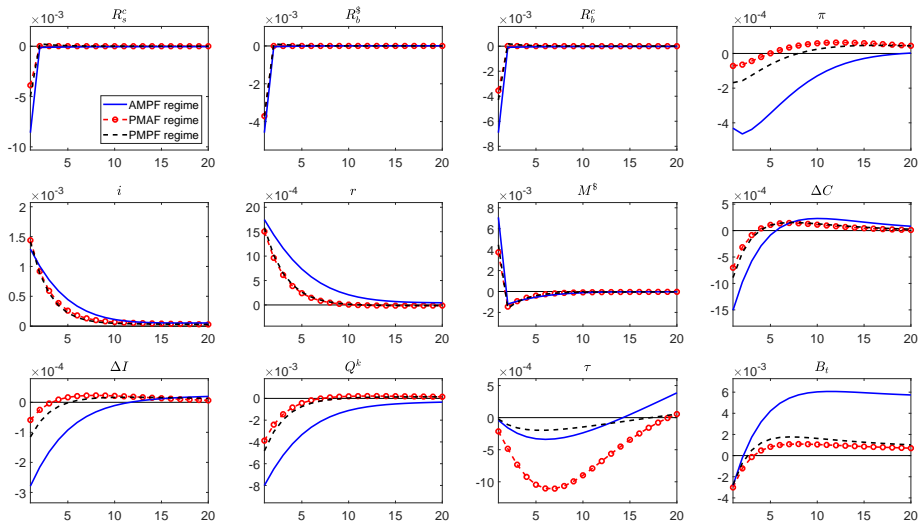 R_s^c R_b^$ R_b^c π
×10^-3 ×10^-3 ×10^-3 ×10^-4
0 0 0 0
-5 -2 -2 -2
-10 -4 -4 -4
-6
-8
AMPF regime
PMAF regime
PMPF regime
5 10 15 20 5 10 15 20 5 10 15 20 5 10 15 20
i r M^$ ΔC
×10^-3 ×10^-4 ×10^-3 ×10^-4
2 20 8 5
1.5 15 6 0
1 10 4 -5
0.5 5 2 -10
0 0 0 -15
-2
5 10 15 20 5 10 15 20 5 10 15 20 5 10 15 20
ΔI Q^k τ B_t
×10^-4 ×10^-3 ×10^-4 ×10^-3
0 2 5 6
-1 0 0 4
-2 -2 -5 2
-3 -4 -10 0
-6 -2
-8 -4
5 10 15 20 5 10 15 20 5 10 15 20 5 10 15 20